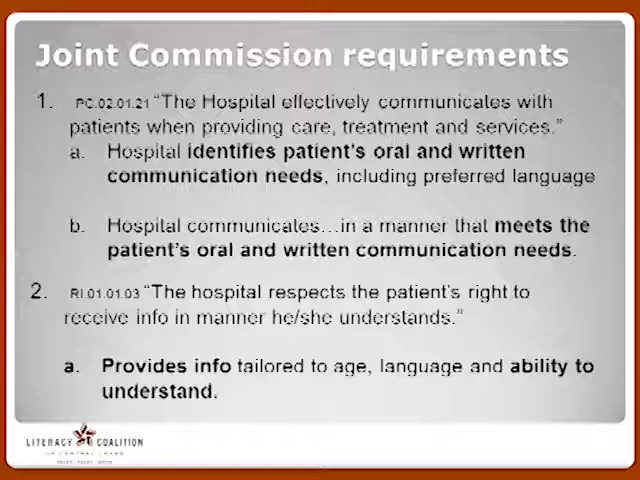 Joint Commission requirements
1. PC.02.01.21 “The Hospital effectively communicates with
patients when providing care, treatment and services.”
a. Hospital identifies patient’s oral and written
communication needs, including preferred language
b. Hospital communicates…in a manner that meets the
patient’s oral and written communication needs.
2. RI.01.01.03 “The hospital respects the patient’s right to
receive info in manner he/she understands.”
a. Provides info tailored to age, language and ability to
understand.
LITERACY COALITION